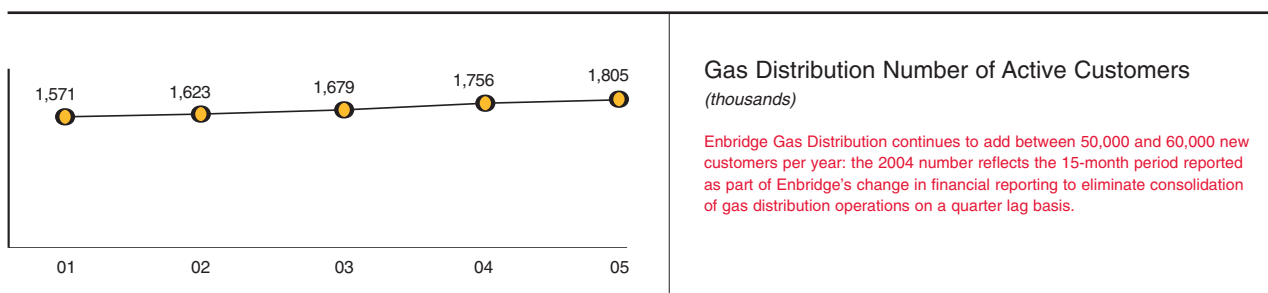 1,571
1,623
1,679
1,756
1,805
01
02
03
04
05
Gas Distribution Number of Active Customers
(thousands)
Enbridge Gas Distribution continues to add between 50,000 and 60,000 new
customers per year: the 2004 number reflects the 15-month period reported
as part of Enbridge's change in financial reporting to eliminate consolidation
of gas distribution operations on a quarter lag basis.